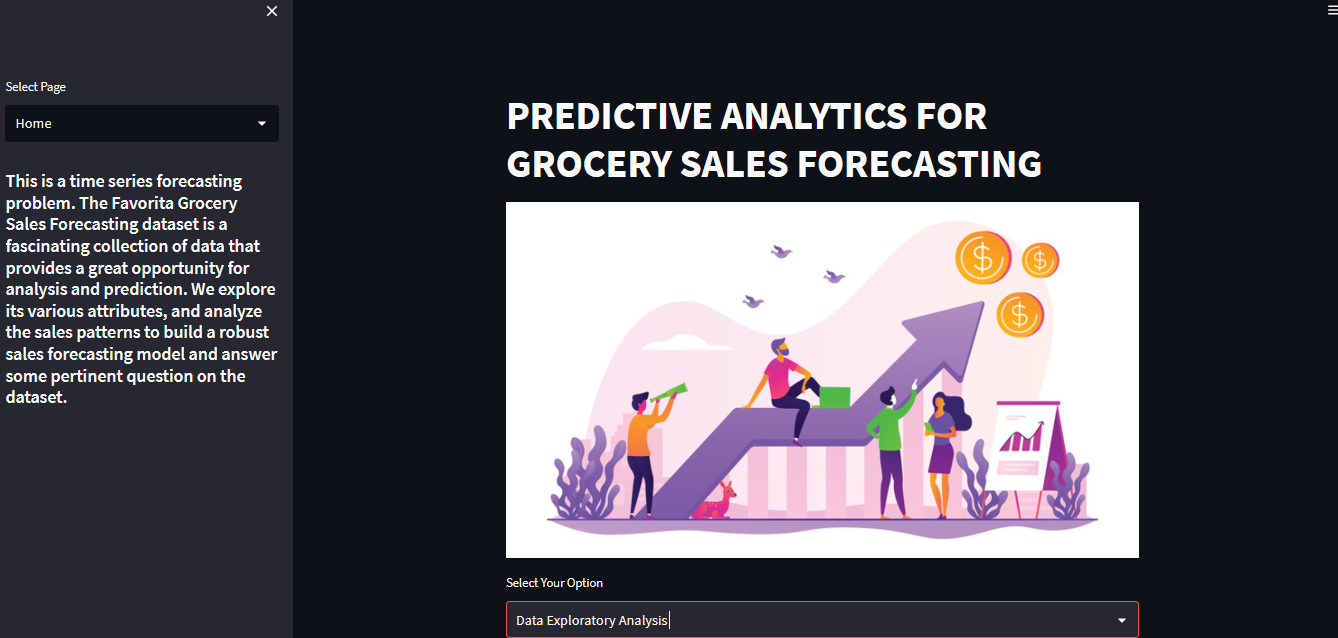 Select Page
Home
This is a time series forecasting
problem. The Favorita Grocery
Sales Forecasting dataset is a
fascinating collection of data that
provides a great opportunity for
analysis and prediction. We explore
its various attributes, and analyze
the sales patterns to build a robust
sales forecasting model and answer
some pertinent question on the
dataset.
PREDICTIVE ANALYTICS FOR
GROCERY SALES FORECASTING
$
$
$
Select Your Option
Data Exploratory Analysis